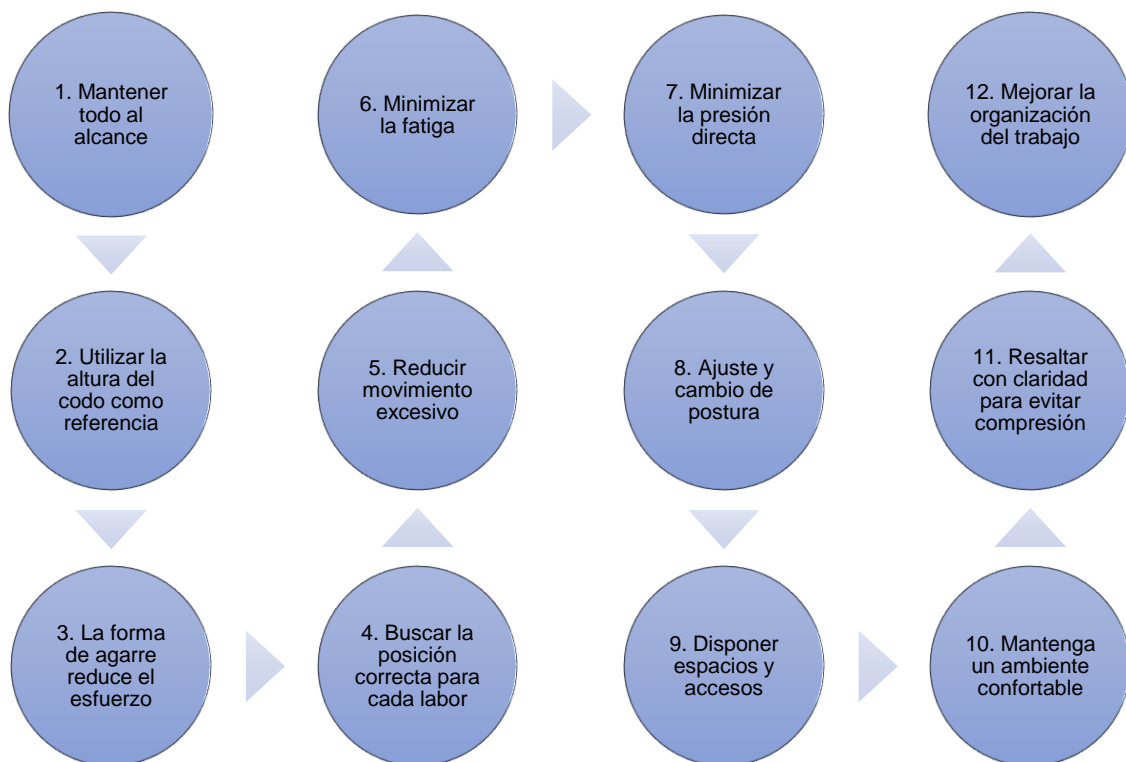 1. Mantener
todo al
alcance
2. Utilizar la
altura del
codo como
referencia
3. La forma
de agarre
reduce el
esfuerzo
4. Buscar la
posición
correcta para
cada labor
5. Reducir
movimiento
excesivo
6. Minimizar
la fatiga
7. Minimizar
la presión
directa
8. Ajuste y
cambio de
postura
9. Disponer
espacios y
accesos
10. Mantenga
un ambiente
confortable
11. Resaltar
con claridad
para evitar
compresión
12. Mejorar la
organización
del trabajo